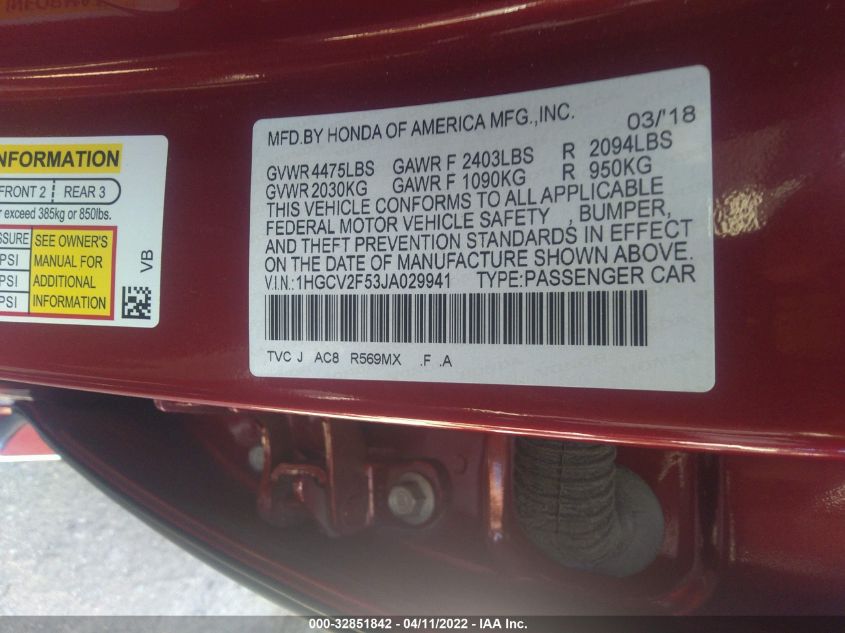 MFD.BY HONDA OF AMERICA MFG.,INC. 03/'18
GVWR 4475LBS GAWR F 2403LBS R 2094LBS
GVWR 2030KG GAWR F 1090KG R 950KG
THIS VEHICLE CONFORMS TO ALL APPLICABLE
FEDERAL MOTOR VEHICLE SAFETY , BUMPER,
AND THEFT PREVENTION STANDARDS IN EFFECT
ON THE DATE OF MANUFACTURE SHOWN ABOVE.
V.I.N.:1HGCV2F53JA029941 TYPE:PASSENGER CAR
TVC J AC8 R569MX .F .A
NFORMATION
FRONT 2 REAR 3
exceed 385kg or 850lbs.
SSURE SEE OWNER'S
PSI MANUAL FOR
PSI ADDITIONAL
PSI INFORMATION
VB
000-32851842 - 04/11/2022 - IAA Inc.